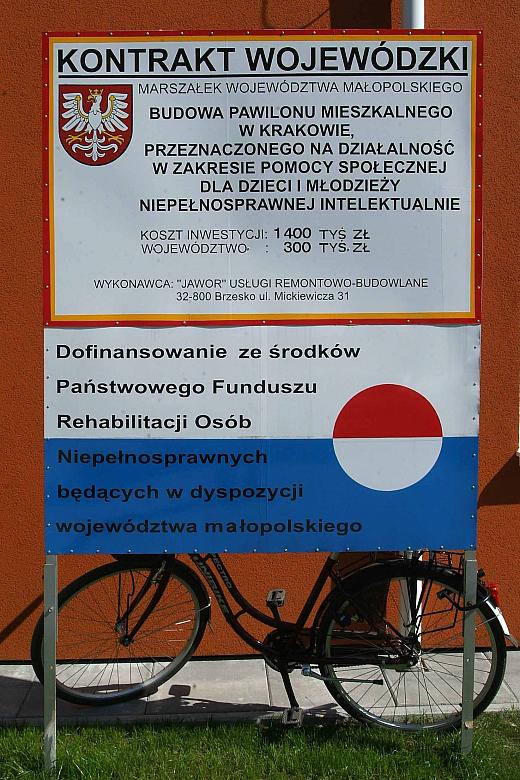 KONTRAKT WOJEWÓDZKI
MARSZAŁEK WOJEWÓDZTWA MAŁOPOLSKIEGO
BUDOWA PAWILONU MIESZKALNEGO
W KRAKOWIE,
PRZEZNACZONEGO NA DZIAŁALNOŚĆ
W ZAKRESIE POMOCY SPOŁECZNEJ
DLA DZIECI I MŁODZIEŻY
NIEPEŁNOSPRAWNEJ INTELEKTUALNIE
KOSZT INWESTYCJI: 1 400 TYŚ ZŁ
WOJEWÓDZTWO : 300 TYŚ. ZŁ
WYKONAWCA: "JAWOR" USŁUGI REMONTOWO-BUDOWLANE
32-800 Brzesko ul. Mickiewicza 31
Dofinansowanie ze środków
Państwowego Funduszu
Rehabilitacji Osób
Niepełnosprawnych
będących w dyspozycji
województwa małopolskiego